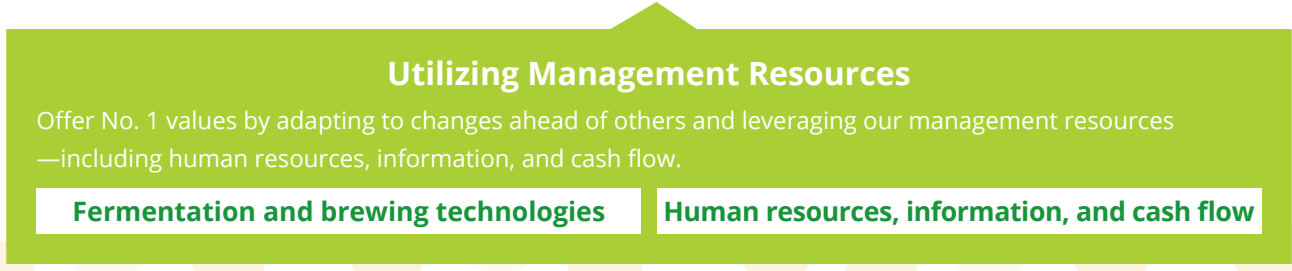 Utilizing Management Resources
Offer No. 1 values by adapting to changes ahead of others and leveraging our management resources
—including human resources, information, and cash flow.
Fermentation and brewing technologies
Human resources, information, and cash flow